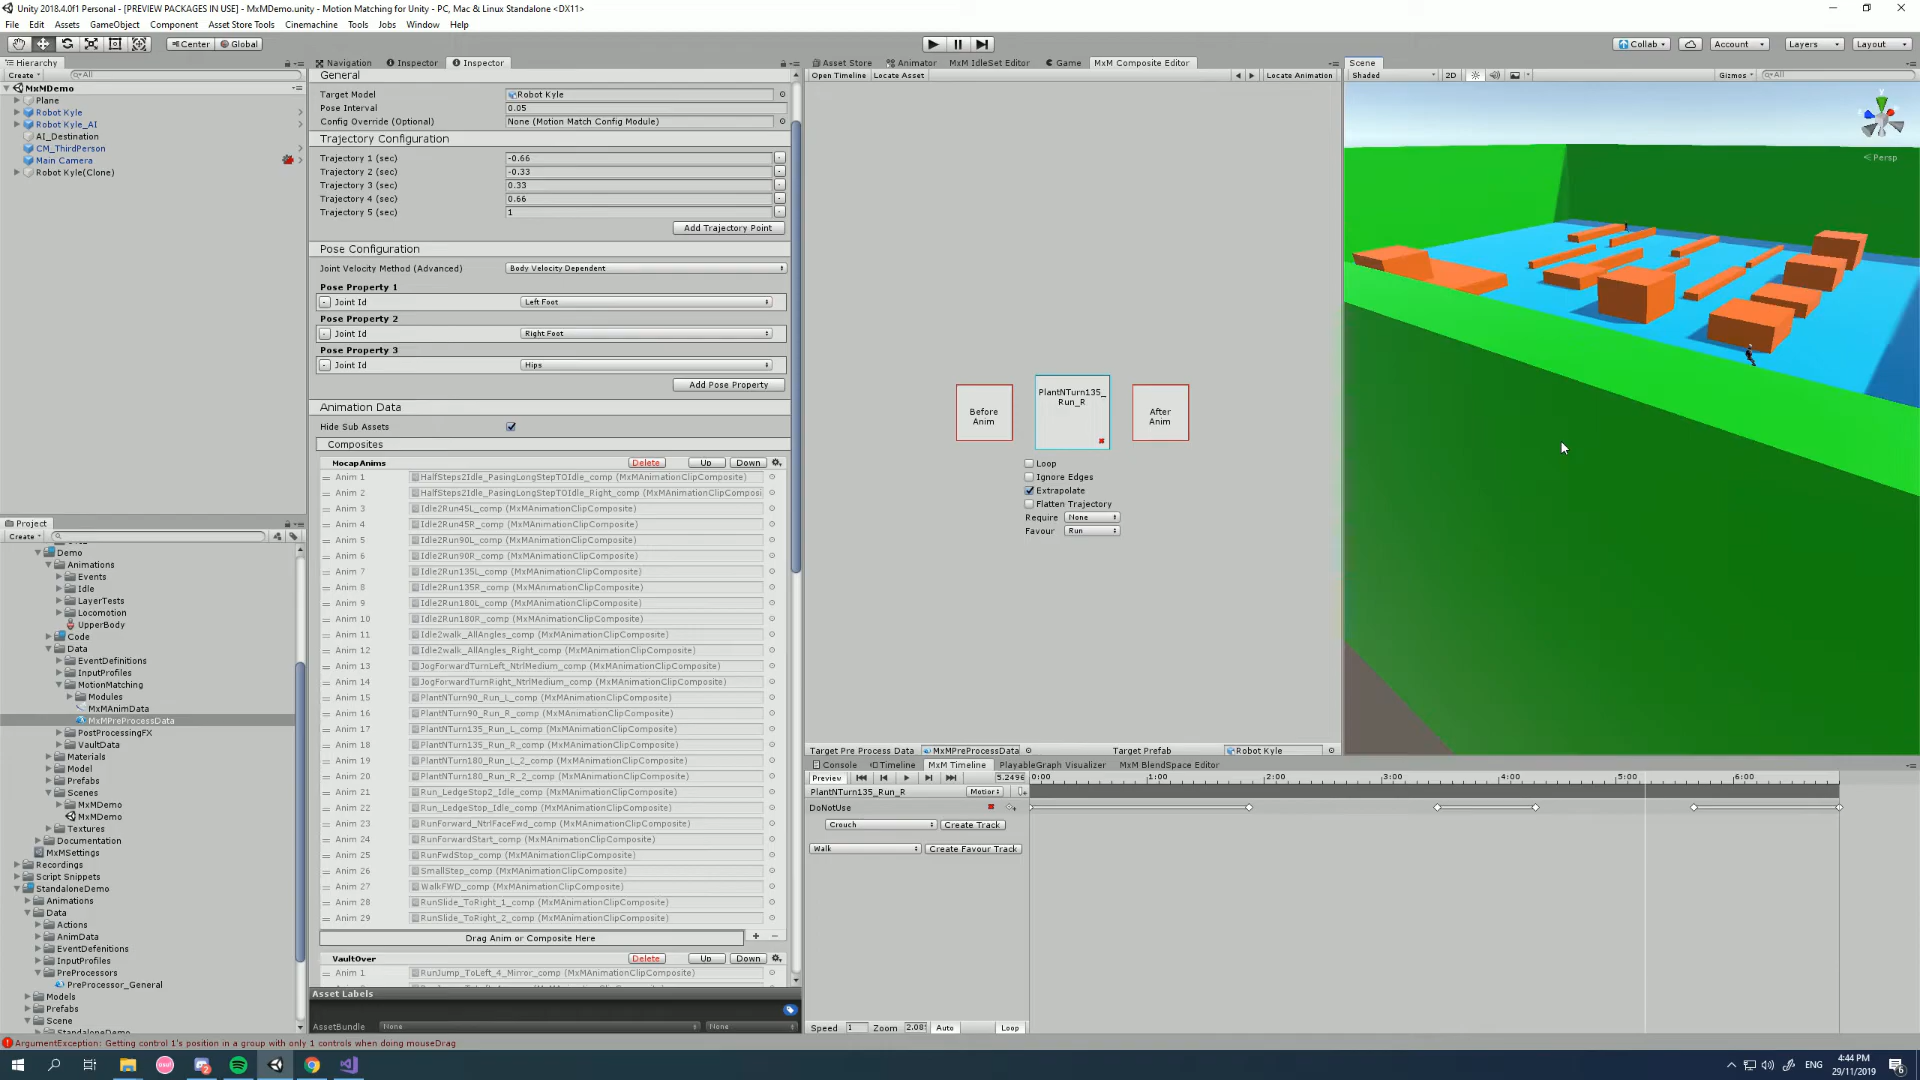 Unity 2018.4.0f1 Personal - [PREVIEW PACKAGES IN USE] - MxMDemo.unity - Motion Matching for Unity - PC, Mac & Linux Standalone <DX11>
File Edit Assets GameObject Component Asset Store Tools Cinemachine Tools Jobs Window Help
Center Global Collab Account Layers Layout
Hierarchy
Create All
MxMDemo
Plane
Robot Kyle
Robot Kyle_AI
AI_Destination
CM_ThirdPerson
Main Camera
Robot Kyle(Clone)
Project
Create
Demo
Animations
Events
Idle
LayerTests
Locomotion
UpperBody
Code
Data
EventDefinitions
InputProfiles
MotionMatching
Modules
MxMAnimData
MxMPreProcessData
PostProcessingFX
VaultData
Materials
Model
Prefabs
Scenes
MxMDemo
MxMDemo
Textures
Documentation
MxMSettings
Recordings
Script Snippets
StandaloneDemo
Animations
Data
Actions
AnimData
EventDefenitions
InputProfiles
PreProcessors
PreProcessor_General
Models
Prefabs
Scene
StandaloneDemo
Navigation Inspector Inspector
General
Target Model Robot Kyle
Pose Interval 0.05
Config Override (Optional) None (Motion Match Config Module)
Trajectory Configuration
Trajectory 1 (sec) -0.66
Trajectory 2 (sec) -0.33
Trajectory 3 (sec) 0.33
Trajectory 4 (sec) 0.66
Trajectory 5 (sec) 1
Add Trajectory Point
Pose Configuration
Joint Velocity Method (Advanced) Body Velocity Dependent
Pose Property 1
- Joint Id Left Foot
Pose Property 2
- Joint Id Right Foot
Pose Property 3
- Joint Id Hips
Add Pose Property
Animation Data
Hide Sub Assets
Composites
MocapAnims Delete Up Down
Anim 1 HalfSteps2Idle_PasingLongStepTOIdle_comp (MxMAnimationClipComposite)
Anim 2 HalfSteps2Idle_PasingLongStepTOIdle_Right_comp (MxMAnimationClipComposi
Anim 3 Idle2Run45L_comp (MxMAnimationClipComposite)
Anim 4 Idle2Run45R_comp (MxMAnimationClipComposite)
Anim 5 Idle2Run90L_comp (MxMAnimationClipComposite)
Anim 6 Idle2Run90R_comp (MxMAnimationClipComposite)
Anim 7 Idle2Run135L_comp (MxMAnimationClipComposite)
Anim 8 Idle2Run135R_comp (MxMAnimationClipComposite)
Anim 9 Idle2Run180L_comp (MxMAnimationClipComposite)
Anim 10 Idle2Run180R_comp (MxMAnimationClipComposite)
Anim 11 Idle2walk_AllAngles_comp (MxMAnimationClipComposite)
Anim 12 Idle2walk_AllAngles_Right_comp (MxMAnimationClipComposite)
Anim 13 JogForwardTurnLeft_NtrlMedium_comp (MxMAnimationClipComposite)
Anim 14 JogForwardTurnRight_NtrlMedium_comp (MxMAnimationClipComposite)
Anim 15 PlantNTurn90_Run_L_comp (MxMAnimationClipComposite)
Anim 16 PlantNTurn90_Run_R_comp (MxMAnimationClipComposite)
Anim 17 PlantNTurn135_Run_L_comp (MxMAnimationClipComposite)
Anim 18 PlantNTurn135_Run_R_comp (MxMAnimationClipComposite)
Anim 19 PlantNTurn180_Run_L_2_comp (MxMAnimationClipComposite)
Anim 20 PlantNTurn180_Run_R_2_comp (MxMAnimationClipComposite)
Anim 21 Run_LedgeStop2_Idle_comp (MxMAnimationClipComposite)
Anim 22 Run_LedgeStop_Idle_comp (MxMAnimationClipComposite)
Anim 23 RunForward_NtrlFaceFwd_comp (MxMAnimationClipComposite)
Anim 24 RunForwardStart_comp (MxMAnimationClipComposite)
Anim 25 RunFwdStop_comp (MxMAnimationClipComposite)
Anim 26 SmallStep_comp (MxMAnimationClipComposite)
Anim 27 WalkFWD_comp (MxMAnimationClipComposite)
Anim 28 RunSlide_ToRight_1_comp (MxMAnimationClipComposite)
Anim 29 RunSlide_ToRight_2_comp (MxMAnimationClipComposite)
Drag Anim or Composite Here + -
VaultOver Delete Up Down
Anim 1 RunJump_ToLeft_4_Mirror_comp (MxMAnimationClipComposite)
Asset Labels
AssetBundle None None
Asset Store Animator MxM IdleSet Editor Game MxM Composite Editor
Open Timeline Locate Asset Locate Animation
Before Anim
PlantNTurn135_Run_R
After Anim
Loop
Ignore Edges
Extrapolate
Flatten Trajectory
Require None
Favour Run
Target Pre Process Data MxMPreProcessData Target Prefab Robot Kyle
Scene
Shaded 2D Gizmos All
Persp
Console Timeline MxM Timeline PlayableGraph Visualizer MxM BlendSpace Editor
Preview 5.2496 0:00 1:00 2:00 3:00 4:00 5:00 6:00
PlantNTurn135_Run_R Motion
DoNotUse
Crouch Create Track
Walk Create Favour Track
Speed 1 Zoom 2.08 Auto Loop
ArgumentException: Getting control 1's position in a group with only 1 controls when doing mouseDrag
ENG 4:44 PM
29/11/2019